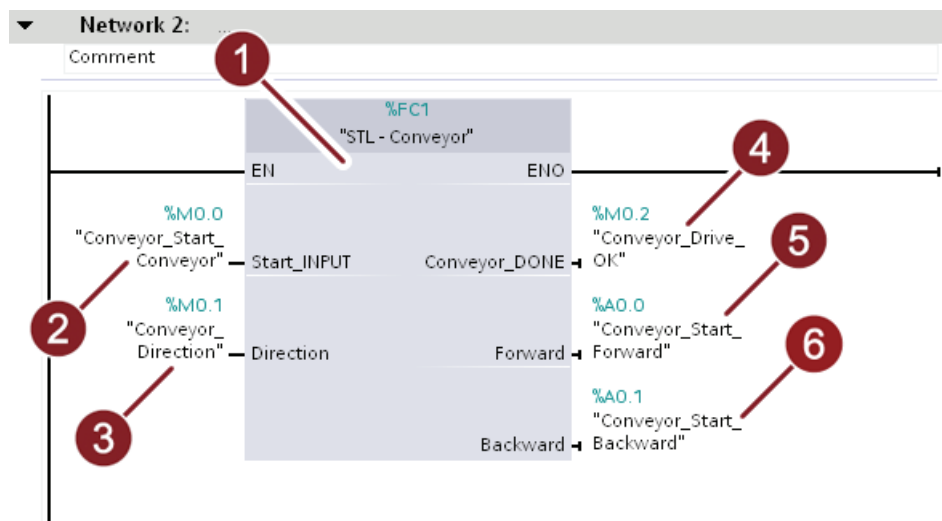 Network 2: ...
Comment
1
%FC1
"STL - Conveyor"
EN
ENO
4
%M0.0
"Conveyor_Start_
Conveyor"
Start_INPUT
Conveyor_DONE
%M0.2
"Conveyor_Drive_
OK"
5
2
%M0.1
"Conveyor_
Direction"
Direction
Forward
%A0.0
"Conveyor_Start_
Forward"
6
3
Backward
%A0.1
"Conveyor_Start_
Backward"